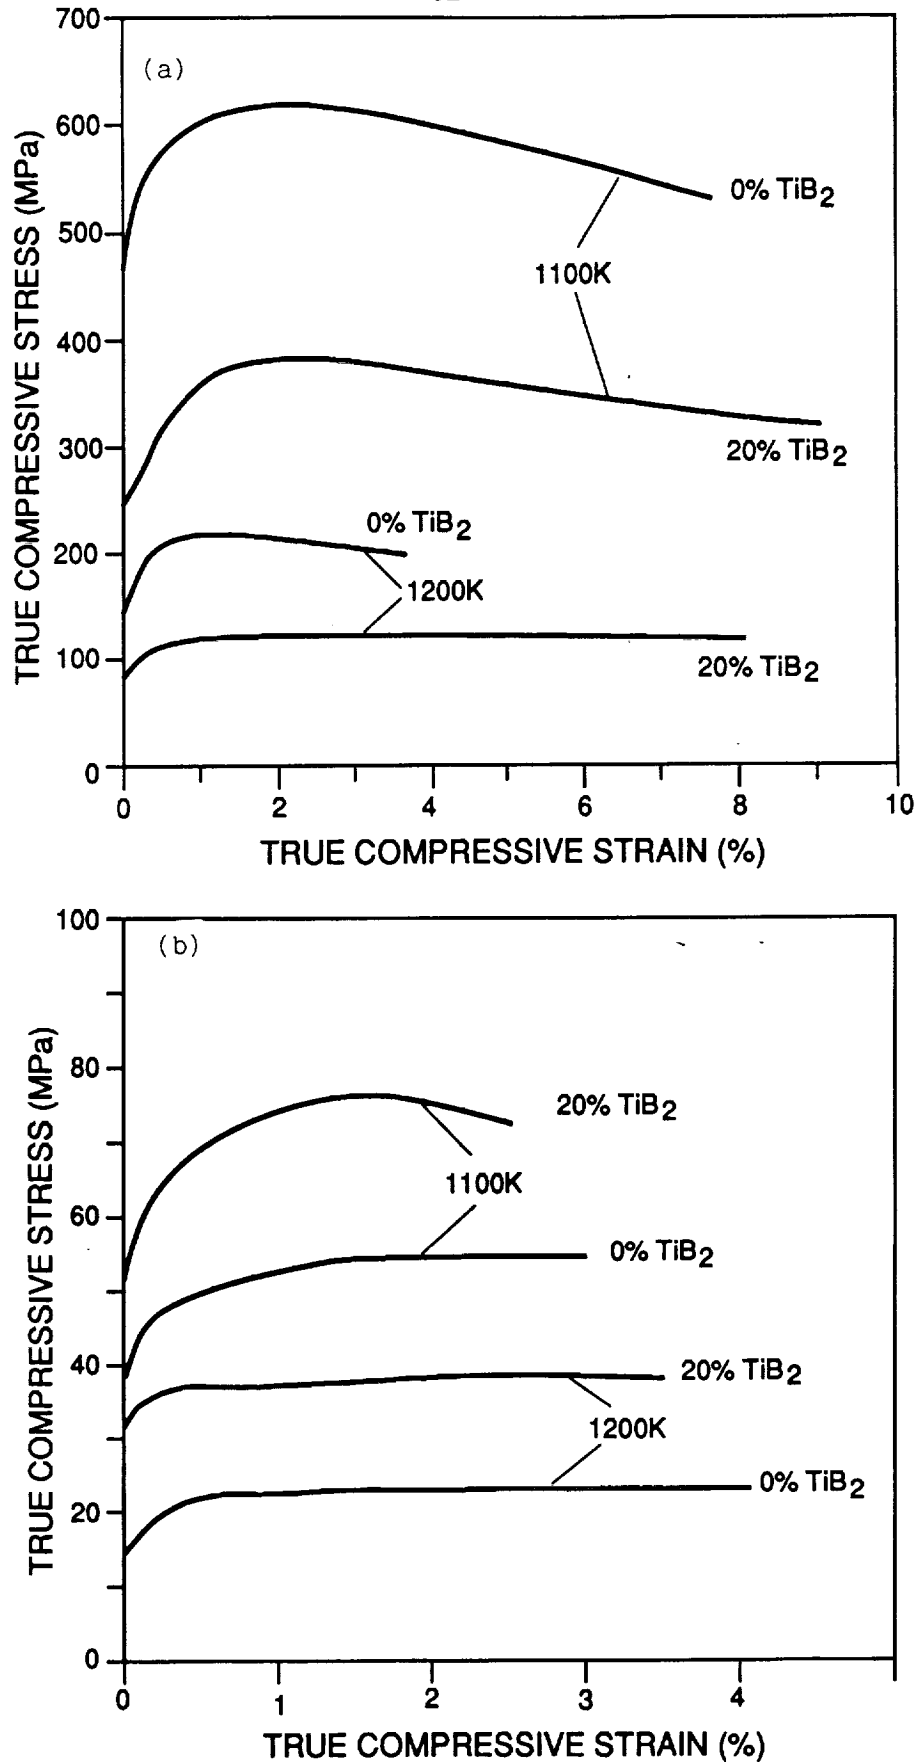 700
(a)
600
0% TiB2
500
1100K
400
300
20% TiB2
0% TiB2
200
1200K
100
20% TiB2
0
0 2 4 6 8 10
TRUE COMPRESSIVE STRESS (MPa)
TRUE COMPRESSIVE STRAIN (%)
100
(b)
80
20% TiB2
1100K
60
0% TiB2
40
20% TiB2
1200K
0% TiB2
20
0
0 1 2 3 4
TRUE COMPRESSIVE STRESS (MPa)
TRUE COMPRESSIVE STRAIN (%)